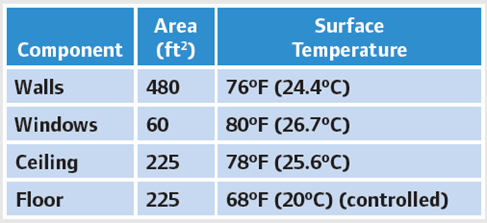 Component Area (ft²) Surface Temperature
Walls 480 76ºF (24.4ºC)
Windows 60 80ºF (26.7ºC)
Ceiling 225 78ºF (25.6ºC)
Floor 225 68ºF (20ºC) (controlled)